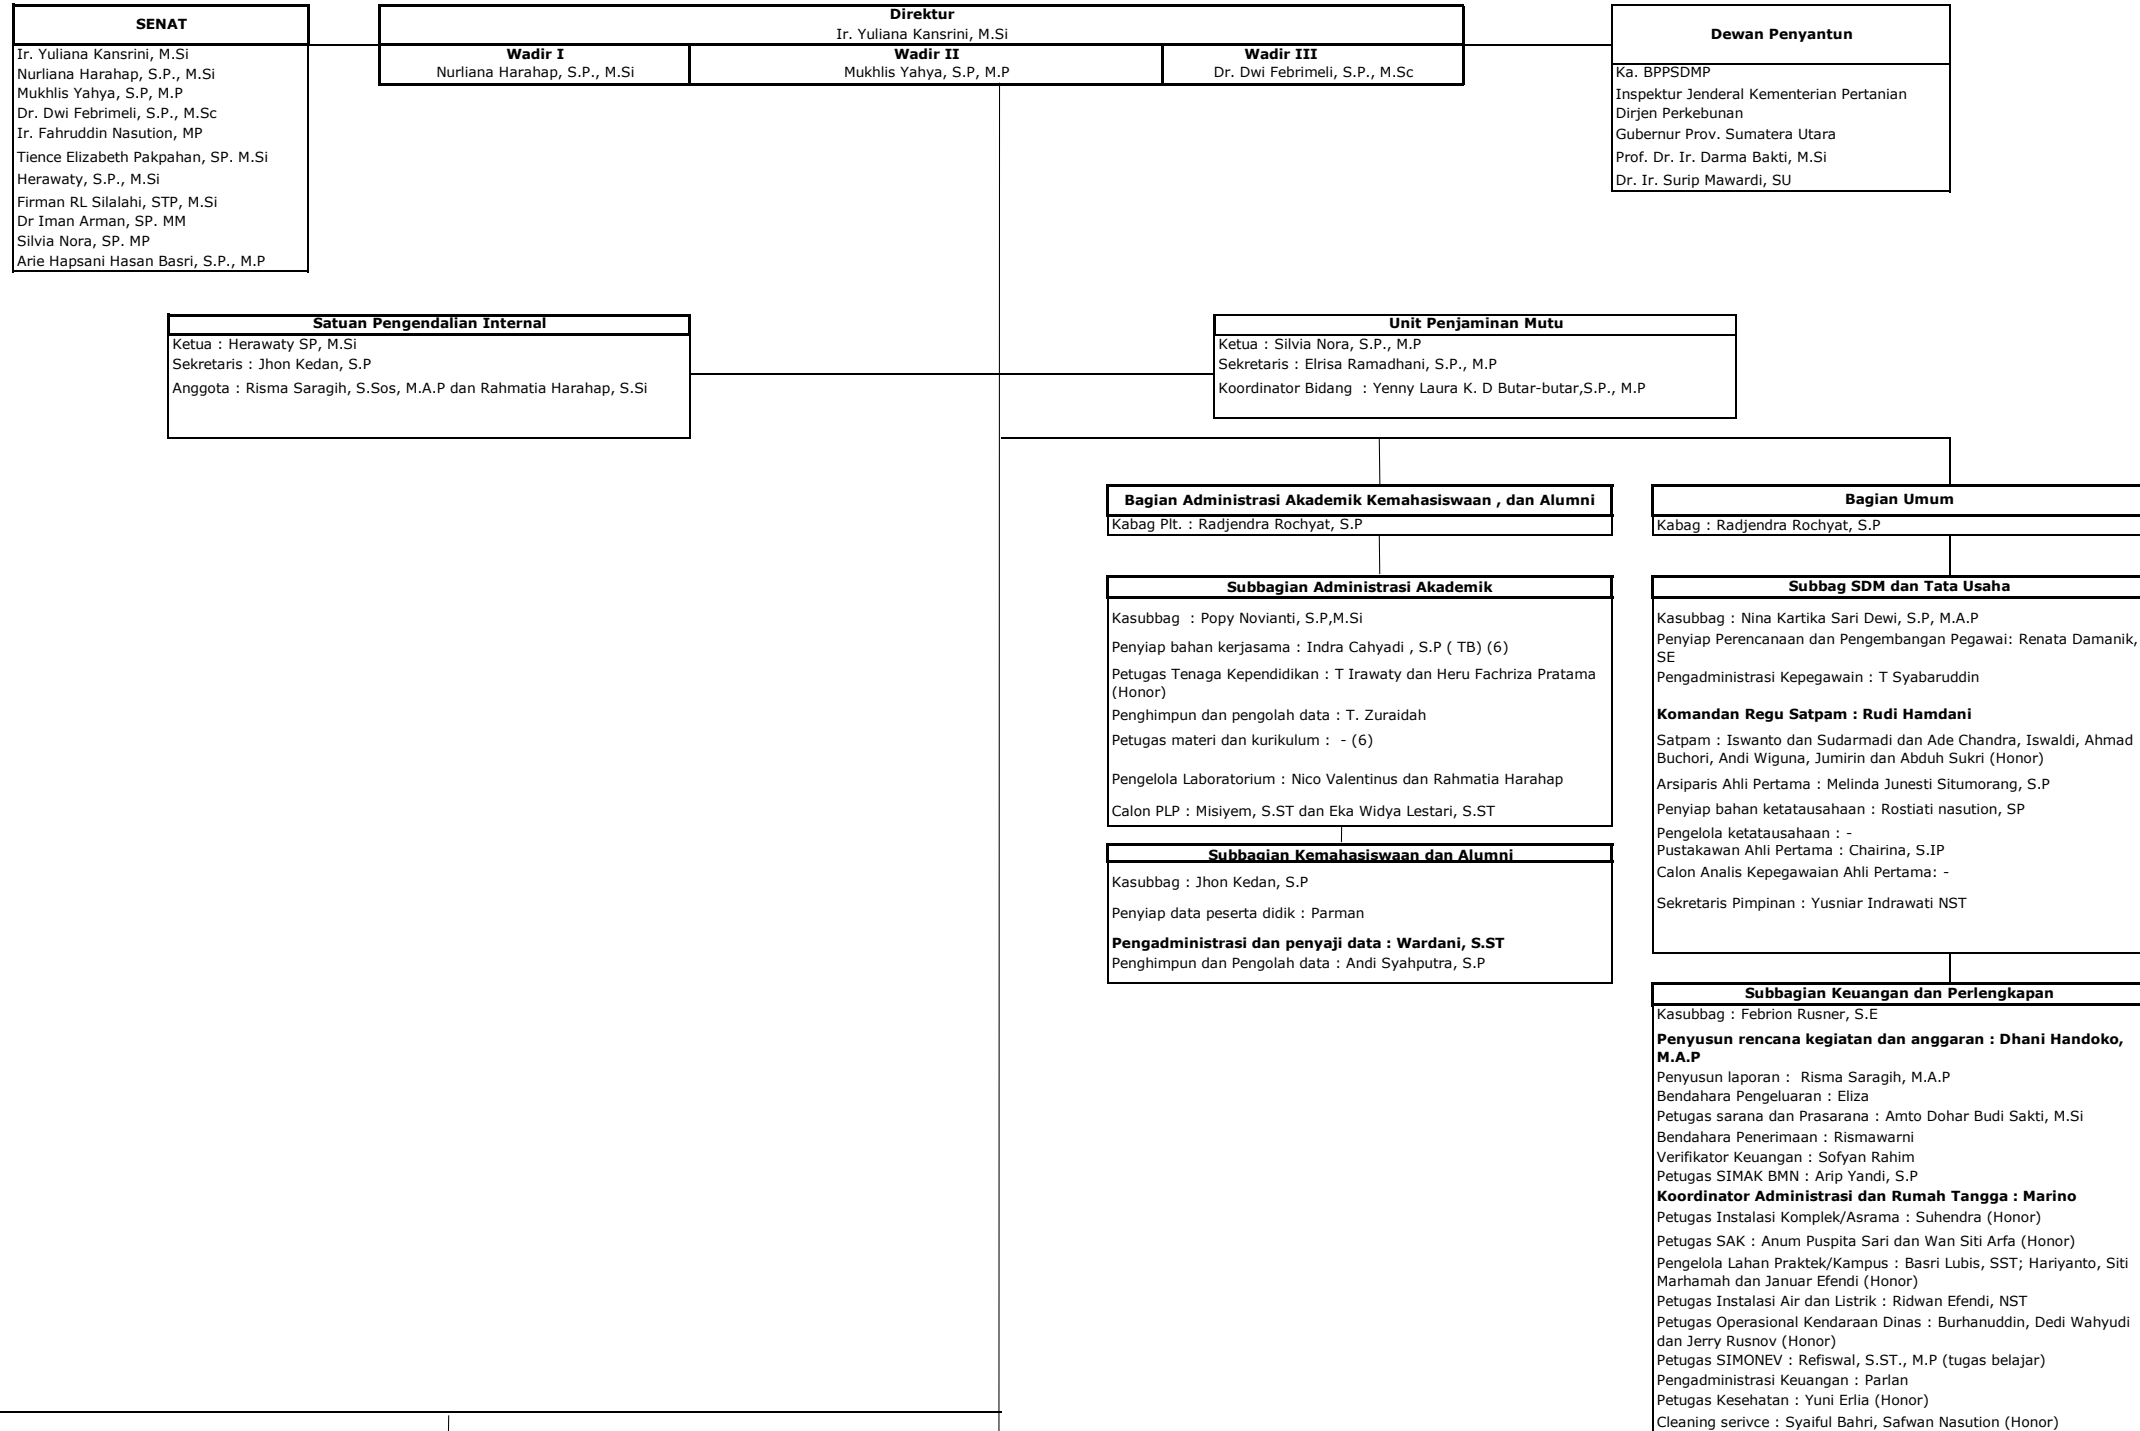 SENAT
Ir. Yuliana Kansrini, M.Si
Nurliana Harahap, S.P., M.Si
Mukhlis Yahya, S.P, M.P
Dr. Dwi Febrimeli, S.P., M.Sc
Ir. Fahruddin Nasution, MP
Tience Elizabeth Pakpahan, SP. M.Si
Herawaty, S.P., M.Si
Firman RL Silalahi, STP, M.Si
Dr Iman Arman, SP. MM
Silvia Nora, SP. MP
Arie Hapsani Hasan Basri, S.P., M.P
Direktur
Ir. Yuliana Kansrini, M.Si
Wadir I
Nurliana Harahap, S.P., M.Si
Wadir II
Mukhlis Yahya, S.P, M.P
Wadir III
Dr. Dwi Febrimeli, S.P., M.Sc
Dewan Penyantun
Ka. BPPSDMP
Inspektur Jenderal Kementerian Pertanian
Dirjen Perkebunan
Gubernur Prov. Sumatera Utara
Prof. Dr. Ir. Darma Bakti, M.Si
Dr. Ir. Surip Mawardi, SU
Satuan Pengendalian Internal
Ketua : Herawaty SP, M.Si
Sekretaris : Jhon Kedan, S.P
Anggota : Risma Saragih, S.Sos, M.A.P dan Rahmatia Harahap, S.Si
Unit Penjaminan Mutu
Ketua : Silvia Nora, S.P., M.P
Sekretaris : Elrisa Ramadhani, S.P., M.P
Koordinator Bidang  : Yenny Laura K. D Butar-butar,S.P., M.P
Bagian Administrasi Akademik Kemahasiswaan , dan Alumni
Kabag Plt. : Radjendra Rochyat, S.P
Subbagian Administrasi Akademik
Kasubbag  : Popy Novianti, S.P,M.Si
Penyiap bahan kerjasama : Indra Cahyadi , S.P ( TB) (6)
Petugas Tenaga Kependidikan : T Irawaty dan Heru Fachriza Pratama
(Honor)
Penghimpun dan pengolah data : T. Zuraidah
Petugas materi dan kurikulum :  - (6)
Pengelola Laboratorium : Nico Valentinus dan Rahmatia Harahap
Calon PLP : Misiyem, S.ST dan Eka Widya Lestari, S.ST
Subbagian Kemahasiswaan dan Alumni
Kasubbag : Jhon Kedan, S.P
Penyiap data peserta didik : Parman
Pengadministrasi dan penyaji data : Wardani, S.ST
Penghimpun dan Pengolah data : Andi Syahputra, S.P
Bagian Umum
Kabag : Radjendra Rochyat, S.P
Subbag SDM dan Tata Usaha
Kasubbag : Nina Kartika Sari Dewi, S.P, M.A.P
Penyiap Perencanaan dan Pengembangan Pegawai: Renata Damanik,
SE
Pengadministrasi Kepegawain : T Syabaruddin
Komandan Regu Satpam : Rudi Hamdani
Satpam : Iswanto dan Sudarmadi dan Ade Chandra, Iswaldi, Ahmad
Buchori, Andi Wiguna, Jumirin dan Abduh Sukri (Honor)
Arsiparis Ahli Pertama : Melinda Junesti Situmorang, S.P
Penyiap bahan ketatausahaan : Rostiati nasution, SP
Pengelola ketatausahaan : -
Pustakawan Ahli Pertama : Chairina, S.IP
Calon Analis Kepegawaian Ahli Pertama: -
Sekretaris Pimpinan : Yusniar Indrawati NST
Subbagian Keuangan dan Perlengkapan
Kasubbag : Febrion Rusner, S.E
Penyusun rencana kegiatan dan anggaran : Dhani Handoko,
M.A.P
Penyusun laporan :  Risma Saragih, M.A.P
Bendahara Pengeluaran : Eliza
Petugas sarana dan Prasarana : Amto Dohar Budi Sakti, M.Si
Bendahara Penerimaan : Rismawarni
Verifikator Keuangan : Sofyan Rahim
Petugas SIMAK BMN : Arip Yandi, S.P
Koordinator Administrasi dan Rumah Tangga : Marino
Petugas Instalasi Komplek/Asrama : Suhendra (Honor)
Petugas SAK : Anum Puspita Sari dan Wan Siti Arfa (Honor)
Pengelola Lahan Praktek/Kampus : Basri Lubis, SST; Hariyanto, Siti
Marhamah dan Januar Efendi (Honor)
Petugas Instalasi Air dan Listrik : Ridwan Efendi, NST
Petugas Operasional Kendaraan Dinas : Burhanuddin, Dedi Wahyudi
dan Jerry Rusnov (Honor)
Petugas SIMONEV : Refiswal, S.ST., M.P (tugas belajar)
Pengadministrasi Keuangan : Parlan
Petugas Kesehatan : Yuni Erlia (Honor)
Cleaning serivce : Syaiful Bahri, Safwan Nasution (Honor)